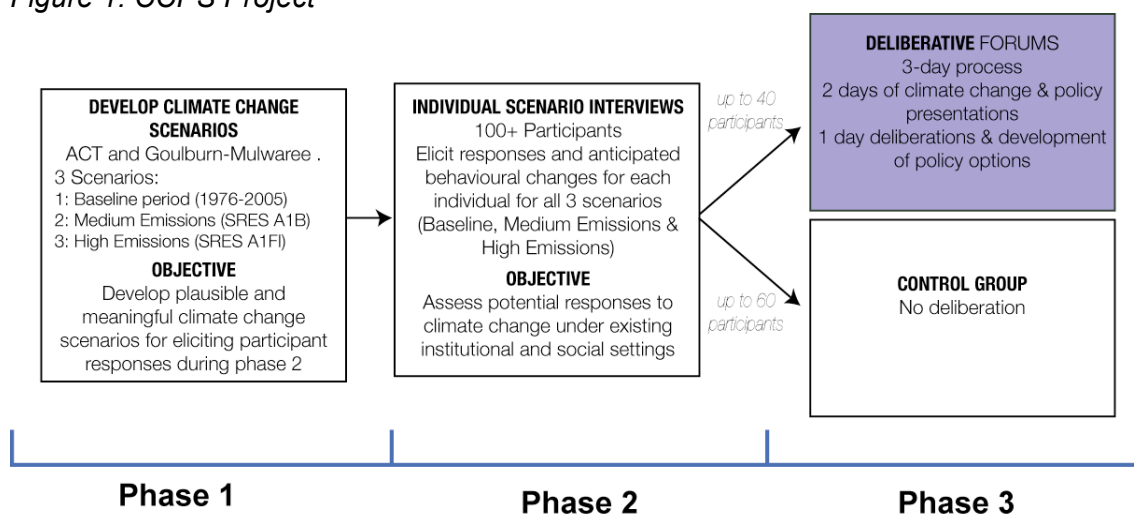 Figure 1. CCPS Project
DEVELOP CLIMATE CHANGE
SCENARIOS
ACT and Goulburn-Mulwaree .
3 Scenarios:
1: Baseline period (1976-2005)
2: Medium Emissions (SRES A1B)
3: High Emissions (SRES A1FI)
OBJECTIVE
Develop plausible and
meaningful climate change
scenarios for eliciting participant
responses during phase 2
INDIVIDUAL SCENARIO INTERVIEWS
100+ Participants
Elicit responses and anticipated
behavioural changes for each
individual for all 3 scenarios
(Baseline, Medium Emissions &
High Emissions)
OBJECTIVE
Assess potential responses to
climate change under existing
institutional and social settings
up to 40
participants
up to 60
participants
DELIBERATIVE FORUMS
3-day process
2 days of climate change & policy
presentations
1 day deliberations & development
of policy options
CONTROL GROUP
No deliberation
Phase 1
Phase 2
Phase 3